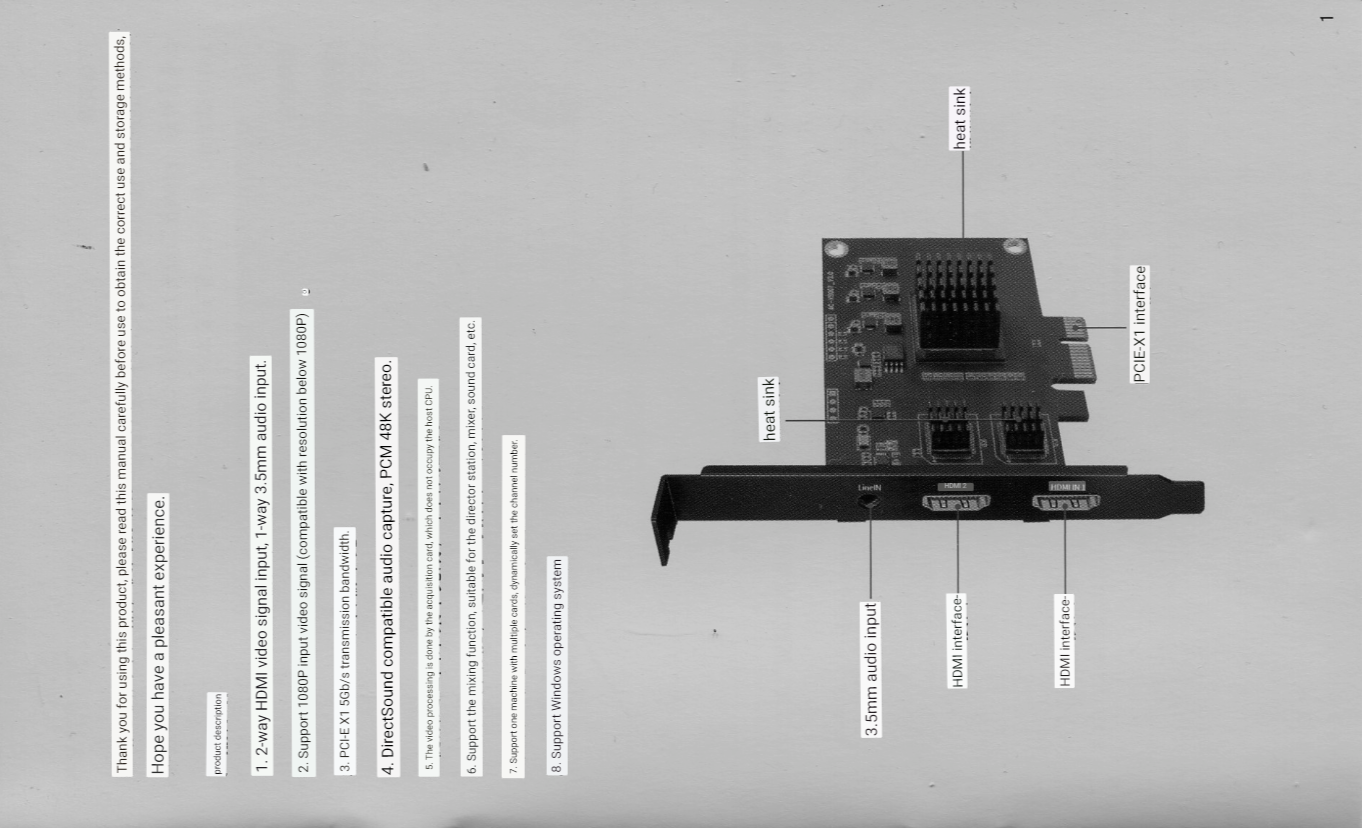 Thank you for using this product, please read this manual carefully before use to obtain the correct use and storage methods,
Hope you have a pleasant experience.
product description
1. 2-way HDMI video signal input, 1-way 3.5mm audio input.
2. Support 1080P input video signal (compatible with resolution below 1080P)
3. PCI-E X1 5Gb/s transmission bandwidth.
4. DirectSound compatible audio capture, PCM 48K stereo.
5. The video processing is done by the acquisition card, which does not occupy the host CPU.
6. Support the mixing function, suitable for the director station, mixer, sound card, etc.
7. Support one machine with multiple cards, dynamically set the channel number.
8. Support Windows operating system
heat sink
heat sink
PCIE-X1 interface
LineIN
HDMI 2
HDMI IN 1
3.5mm audio input
HDMI interface
HDMI interface
1